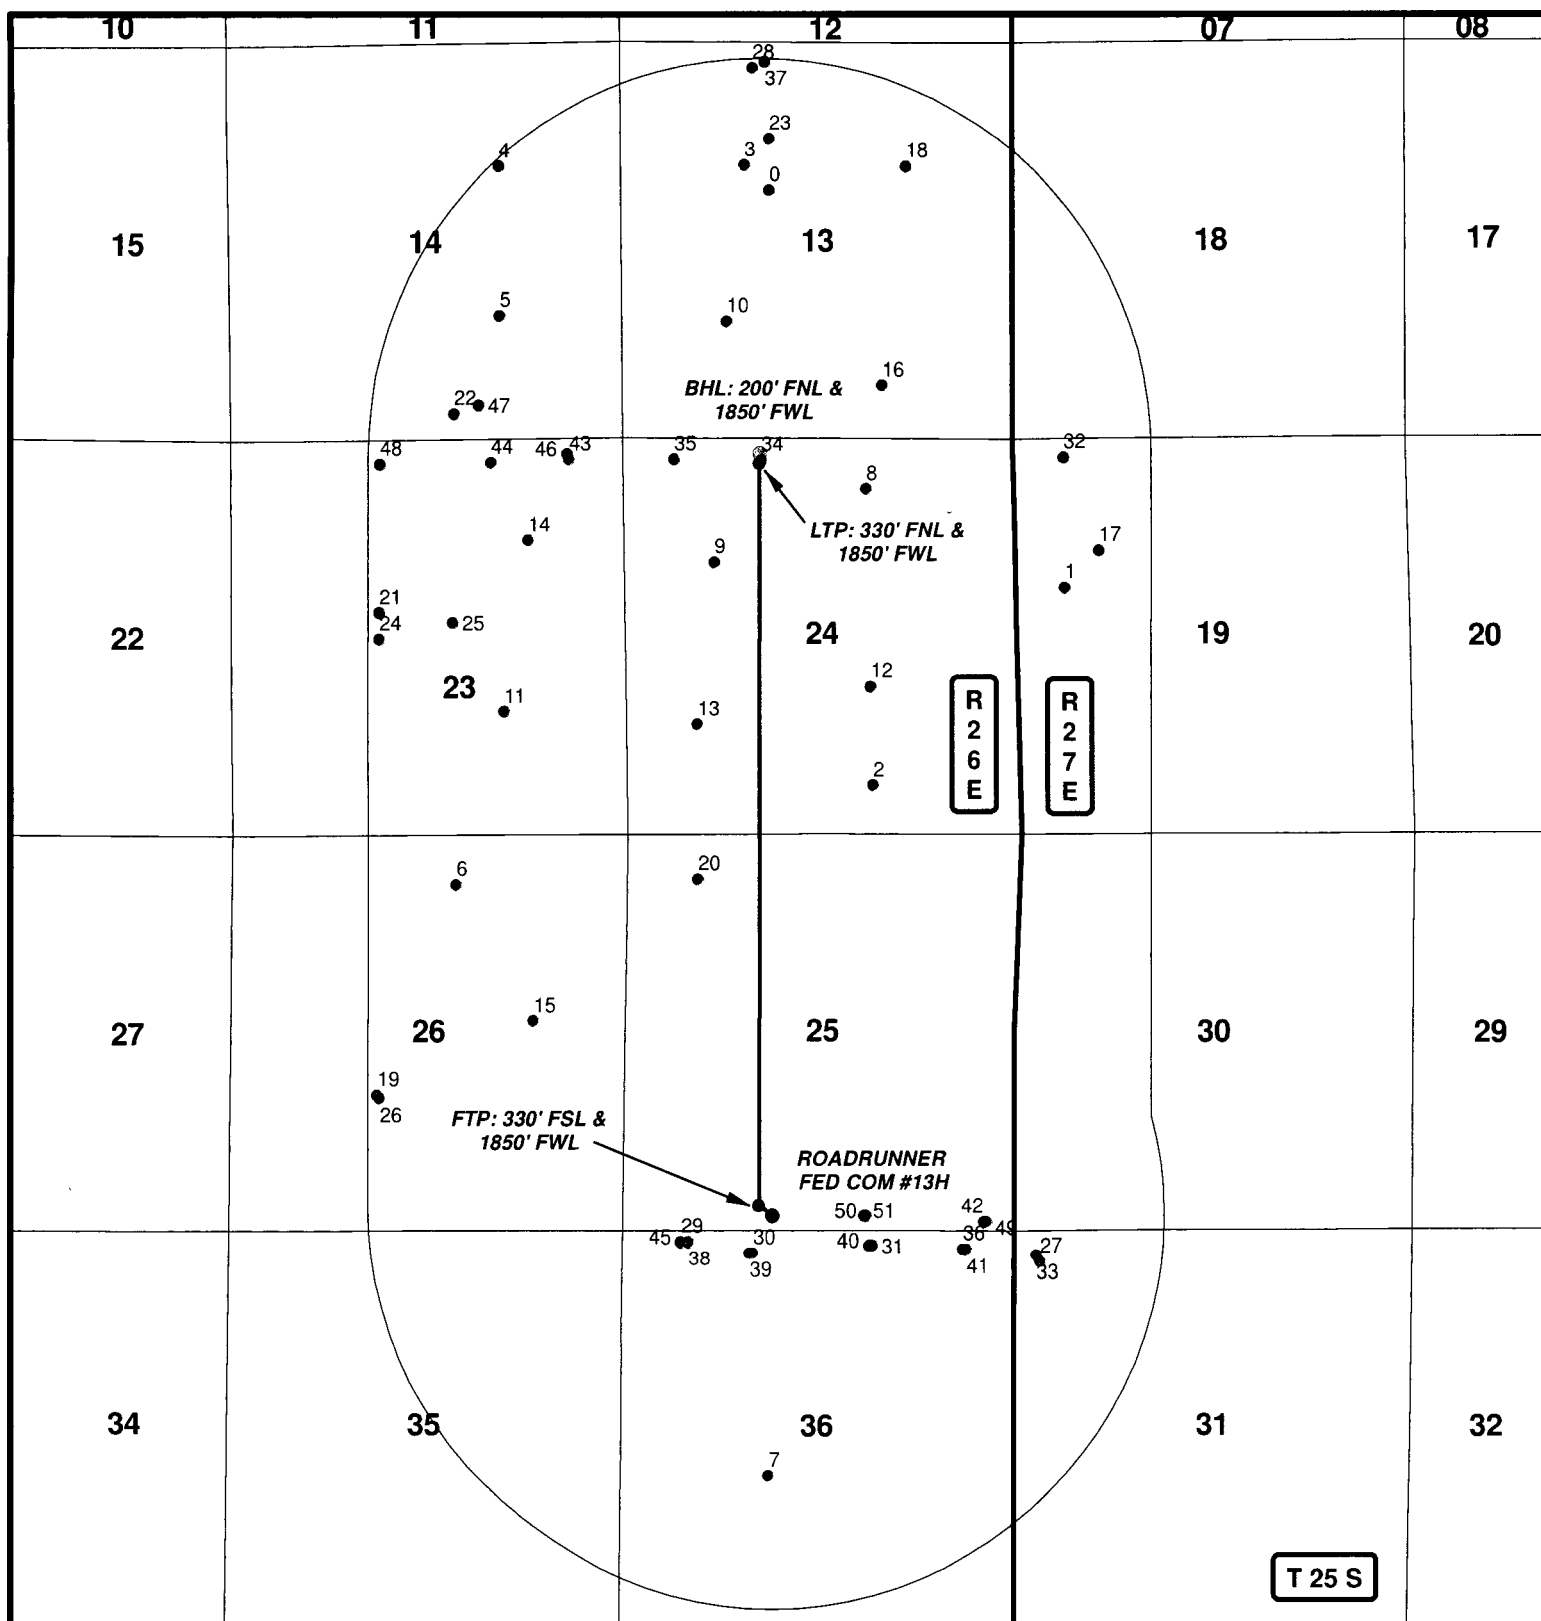 10 11 12 07 08
28
37
23
3 18
4
0
15 14 13 18 17
5 10
16
BHL: 200' FNL &
1850' FWL
22 47
48 44 46 43 35 34 32
8
14 LTP: 330' FNL &
1850' FWL
9 17
1
21
24 25
22 24 19 20
23 12
11 13
R
2
6
E
R
2
7
E
2
6 20
15
27 26 25 30 29
19
26
FTP: 330' FSL &
1850' FWL
ROADRUNNER
FED COM #13H
50 51 42
49
45 29 30 40 31 36 27
38 39 41 33
34 35 36 31 32
7
T 25 S